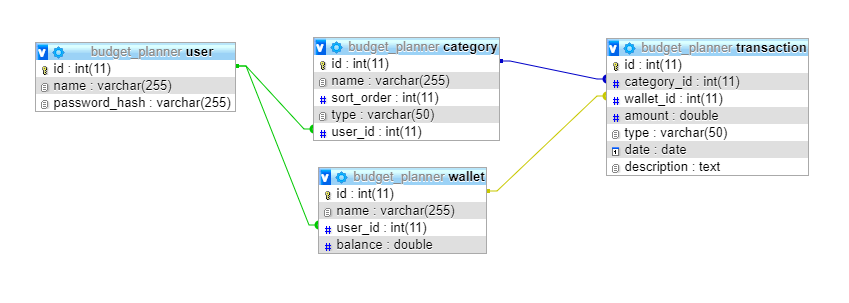 budget_planner user
id : int(11)
name : varchar(255)
password_hash : varchar(255)
budget_planner category
id : int(11)
name : varchar(255)
sort_order : int(11)
type : varchar(50)
user_id : int(11)
budget_planner wallet
id : int(11)
name : varchar(255)
user_id : int(11)
balance : double
budget_planner transaction
id : int(11)
category_id : int(11)
wallet_id : int(11)
amount : double
type : varchar(50)
date : date
description : text